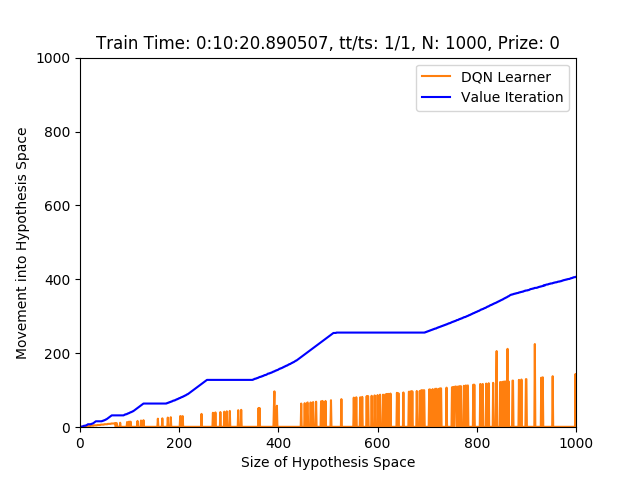 Train Time: 0:10:20.890507, tt/ts: 1/1, N: 1000, Prize: 0
1000
800
600
400
200
0
Movement into Hypothesis Space
DQN Learner
Value Iteration
0 200 400 600 800 1000
Size of Hypothesis Space